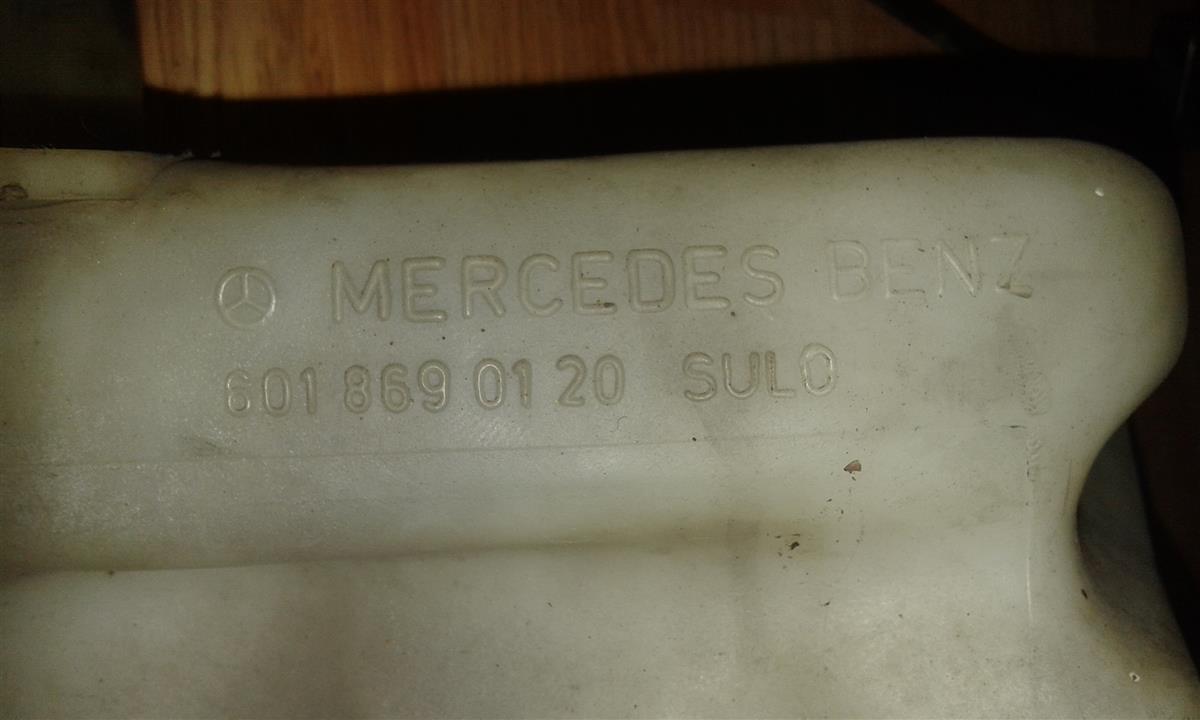 MERCEDES BENZ
601 869 01 20 SULO